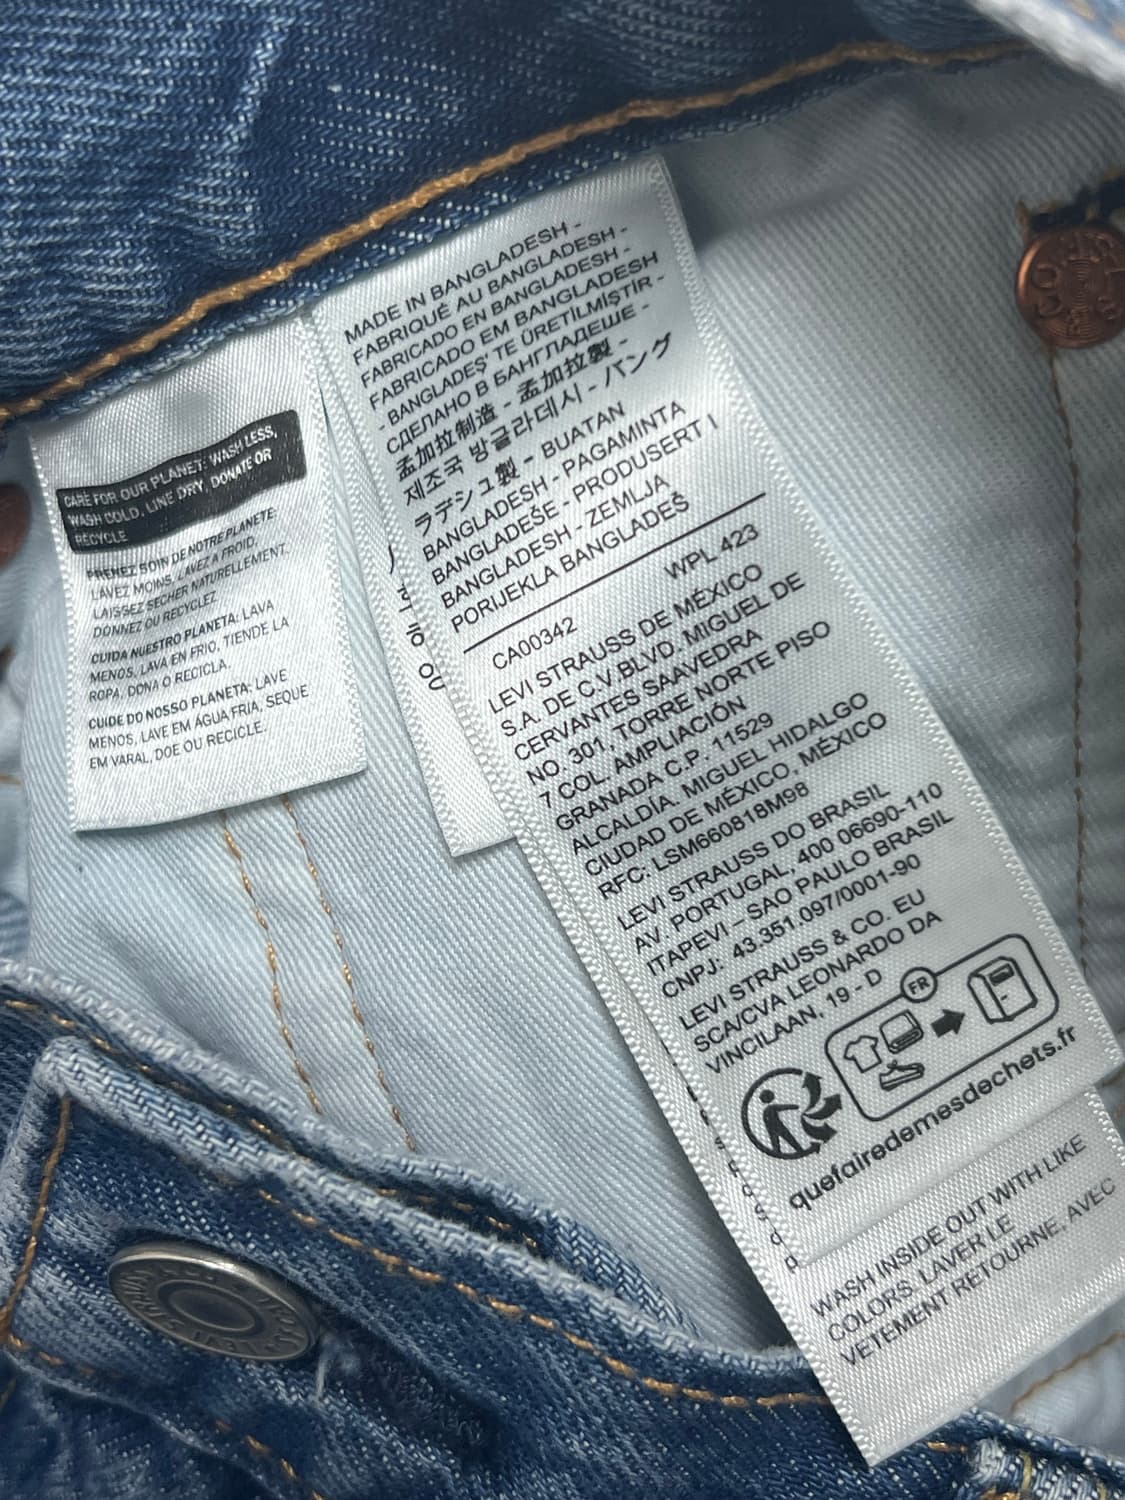 CARE FOR OUR PLANET: WASH LESS,
WASH COLD, LINE DRY, DONATE OR
RECYCLE
PRENEZ SOIN DE NOTRE PLANETE:
LAVEZ MOINS, LAVEZ A FROID,
LAISSEZ SECHER NATURELLEMENT,
DONNEZ OU RECYCLEZ
CUIDA NUESTRO PLANETA: LAVA
MENOS, LAVA EN FRIO, TIENDE LA
ROPA, DONA O RECICLA.
CUIDE DO NOSSO PLANETA: LAVE
MENOS, LAVE EM ÁGUA FRIA, SEQUE
EM VARAL, DOE OU RECICLE.
MADE IN BANGLADESH -
FABRIQUÉ AU BANGLADESH -
FABRICADO EN BANGLADESH -
FABRICADO EM BANGLADESH
- BANGLADEŞ' TE ÜRETİLMİŞTİR -
СДЕЛАНО В БАНГЛАДЕШЕ -
孟加拉制造 - 孟加拉製 -
제조국 방글라데시 - バング
ラデシュ製 - BUATAN
BANGLADESH - PAGAMINTA
BANGLADEŠE - PRODUSERT I
BANGLADESH - ZEMLJA
PORIJEKLA BANGLADEŠ
CA00342 WPL 423
LEVI STRAUSS DE MÉXICO
S.A. DE C.V.BLVD. MIGUEL DE
CERVANTES SAAVEDRA
NO. 301, TORRE NORTE PISO
7 COL. AMPLIACIÓN
GRANADA C.P. 11529
ALCALDÍA. MIGUEL HIDALGO
CIUDAD DE MÉXICO, MÉXICO
RFC: LSM660818M98
LEVI STRAUSS DO BRASIL
AV. PORTUGAL, 400 06690-110
ITAPEVI – SAO PAULO BRASIL
CNPJ: 43.351.097/0001-90
LEVI STRAUSS & CO. EU
SCA/CVA LEONARDO DA
VINCILAAN, 19 - D
FR
quefairedemesdechets.fr
WASH INSIDE OUT WITH LIKE
COLORS. LAVER LE
VETEMENT RETOURNE, AVEC